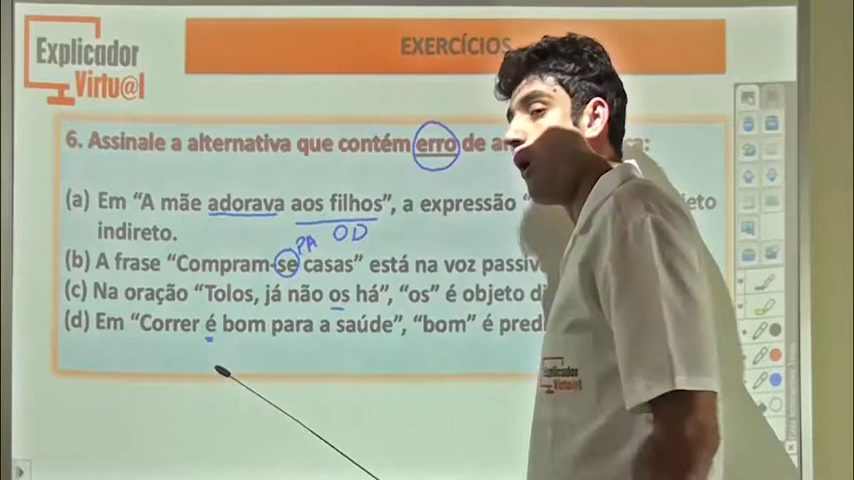 Explicador
Virtu@l
EXERCÍCIOS
6. Assinale a alternativa que contém erro de
(a) Em “A mãe adorava aos filhos”, a expressão
jeto
indireto.
PA OD
(b) A frase “Compram-se casas” está na voz passiv
(c) Na oração “Tolos, já não os há”, “os” é objeto di
(d) Em “Correr é bom para a saúde”, “bom” é pred
Explicador
Virtu@l